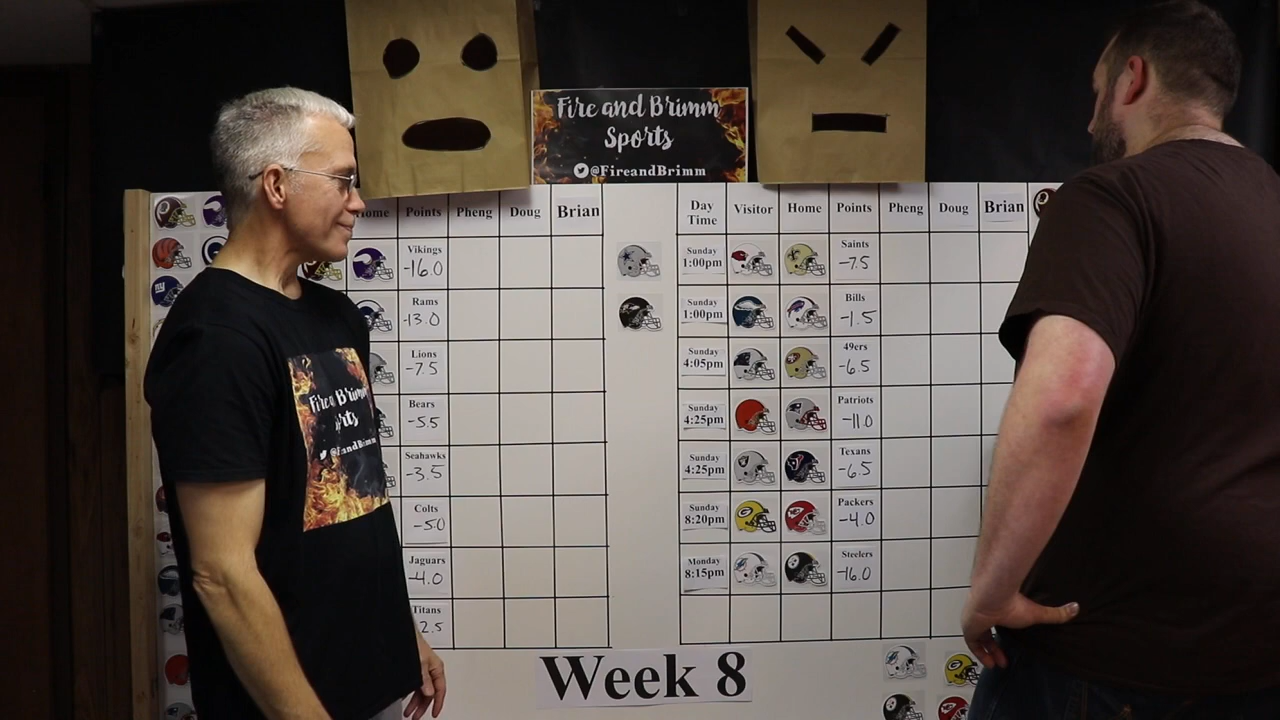 Fire and Brimm
Sports
@FireandBrimm
Home Points Pheng Doug Brian
Vikings
-16.0
Rams
-13.0
Lions
-7.5
Bears
-5.5
Seahawks
-3.5
Colts
-5.0
Jaguars
-4.0
Titans
2.5
Day
Time Visitor Home Points Pheng Doug Brian
Sunday
1:00pm
Saints
-7.5
Sunday
1:00pm
Bills
-1.5
Sunday
4:05pm
49ers
-6.5
Sunday
4:25pm
Patriots
-11.0
Sunday
4:25pm
Texans
-6.5
Sunday
8:20pm
Packers
-4.0
Monday
8:15pm
Steelers
-16.0
Week 8